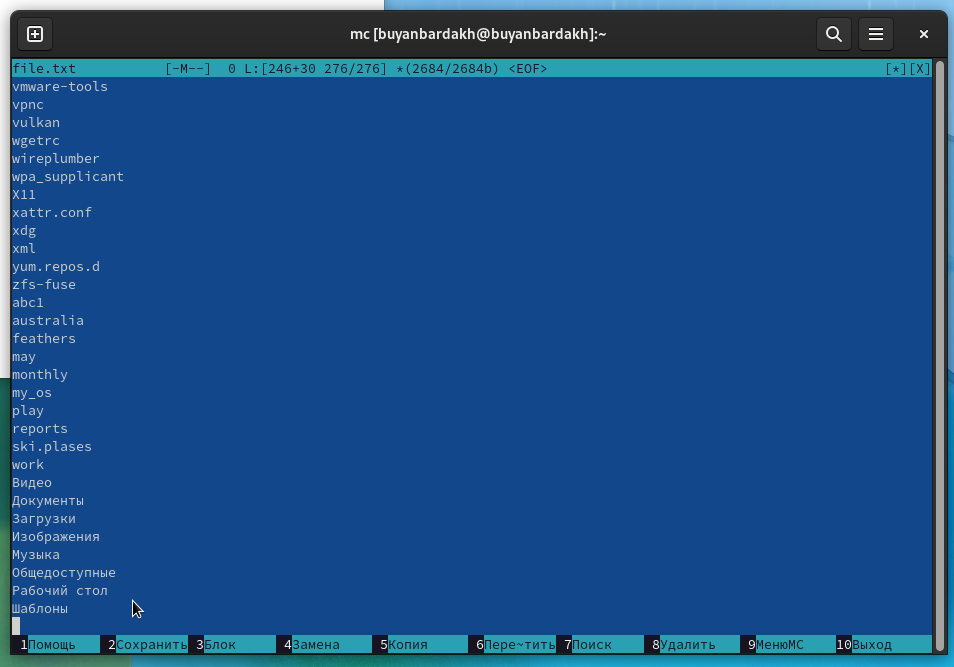 mc [buyanbardakh@buyanbardakh]:~
file.txt [-M--] 0 L:[246+30 276/276] *(2684/2684b) <EOF> [*][X]
vmware-tools
vpnc
vulkan
wgetrc
wireplumber
wpa_supplicant
X11
xattr.conf
xdg
xml
yum.repos.d
zfs-fuse
abc1
australia
feathers
may
monthly
my_os
play
reports
ski.plases
work
Видео
Документы
Загрузки
Изображения
Музыка
Общедоступные
Рабочий стол
Шаблоны
1Помощь 2Сохранить 3Блок 4Замена 5Копия 6Пере~тить 7Поиск 8Удалить 9МенюMC 10Выход